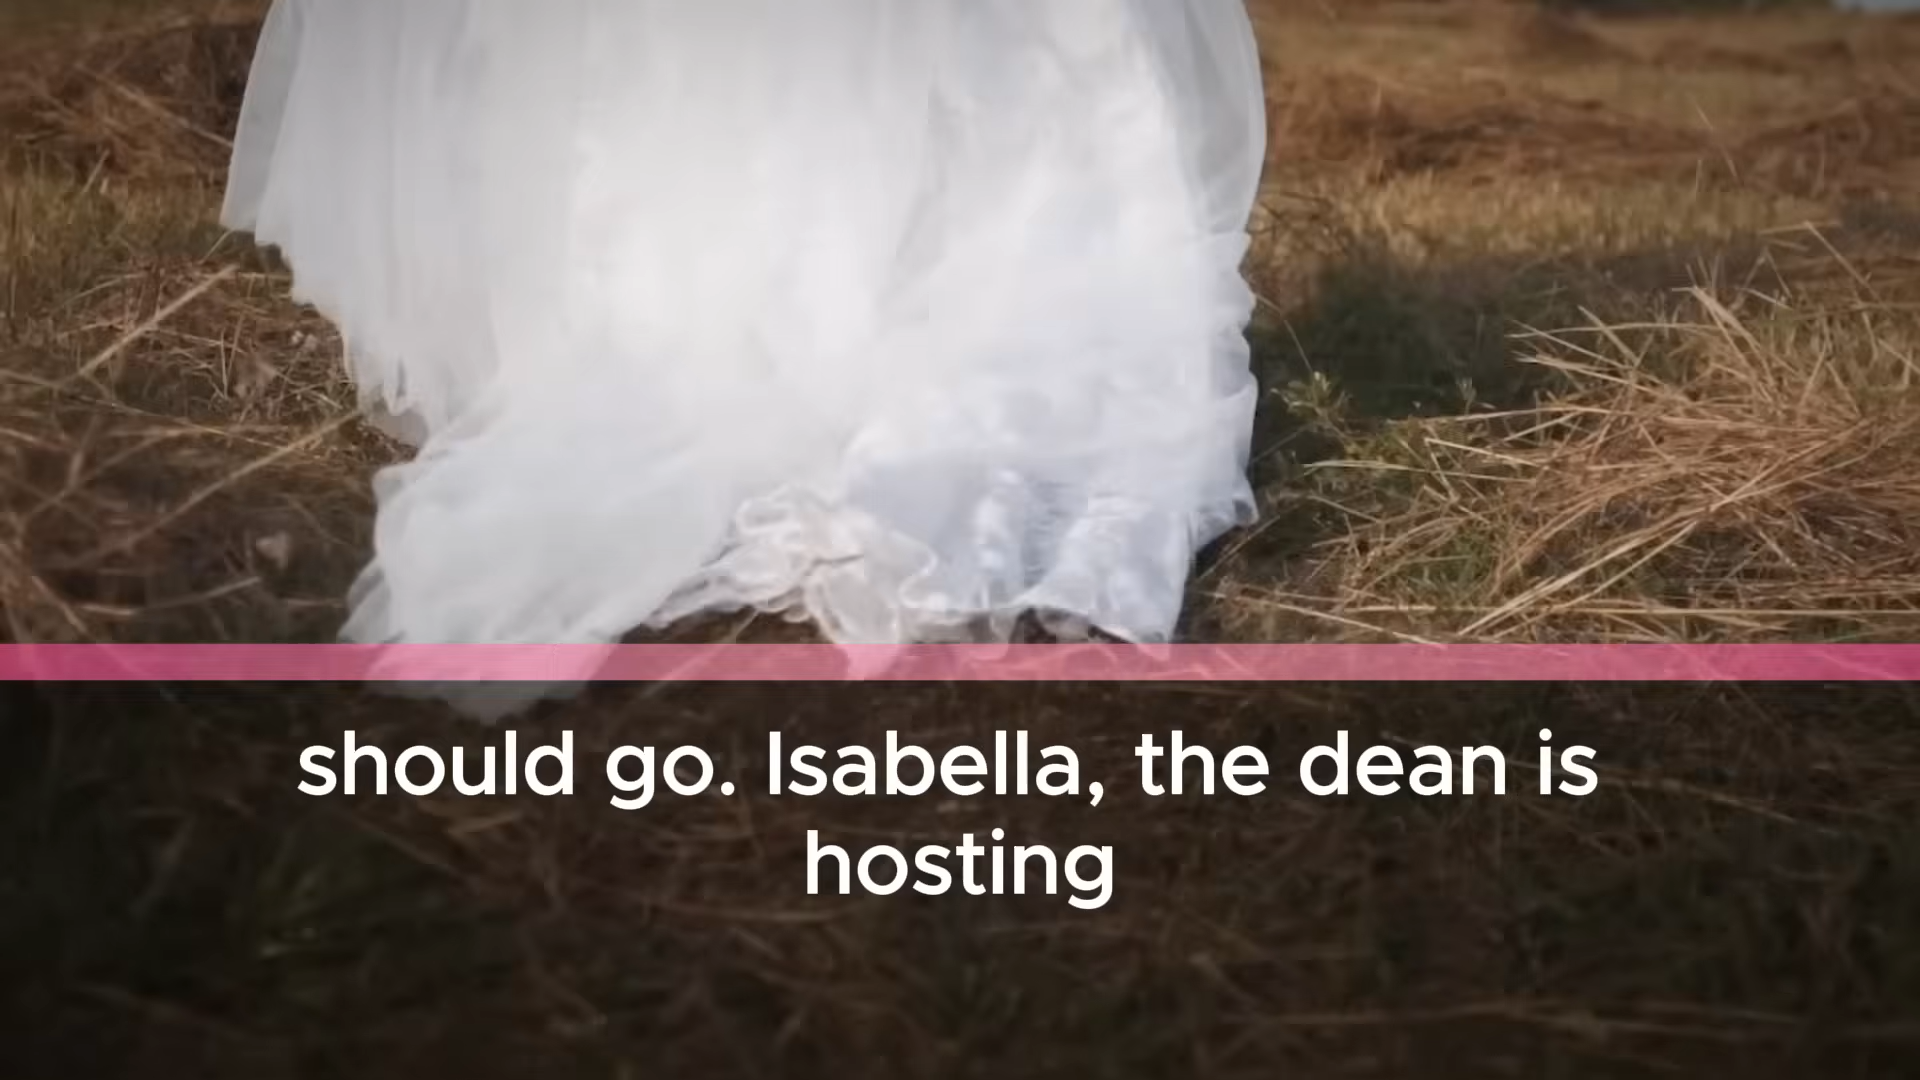 should go. Isabella, the dean is
hosting